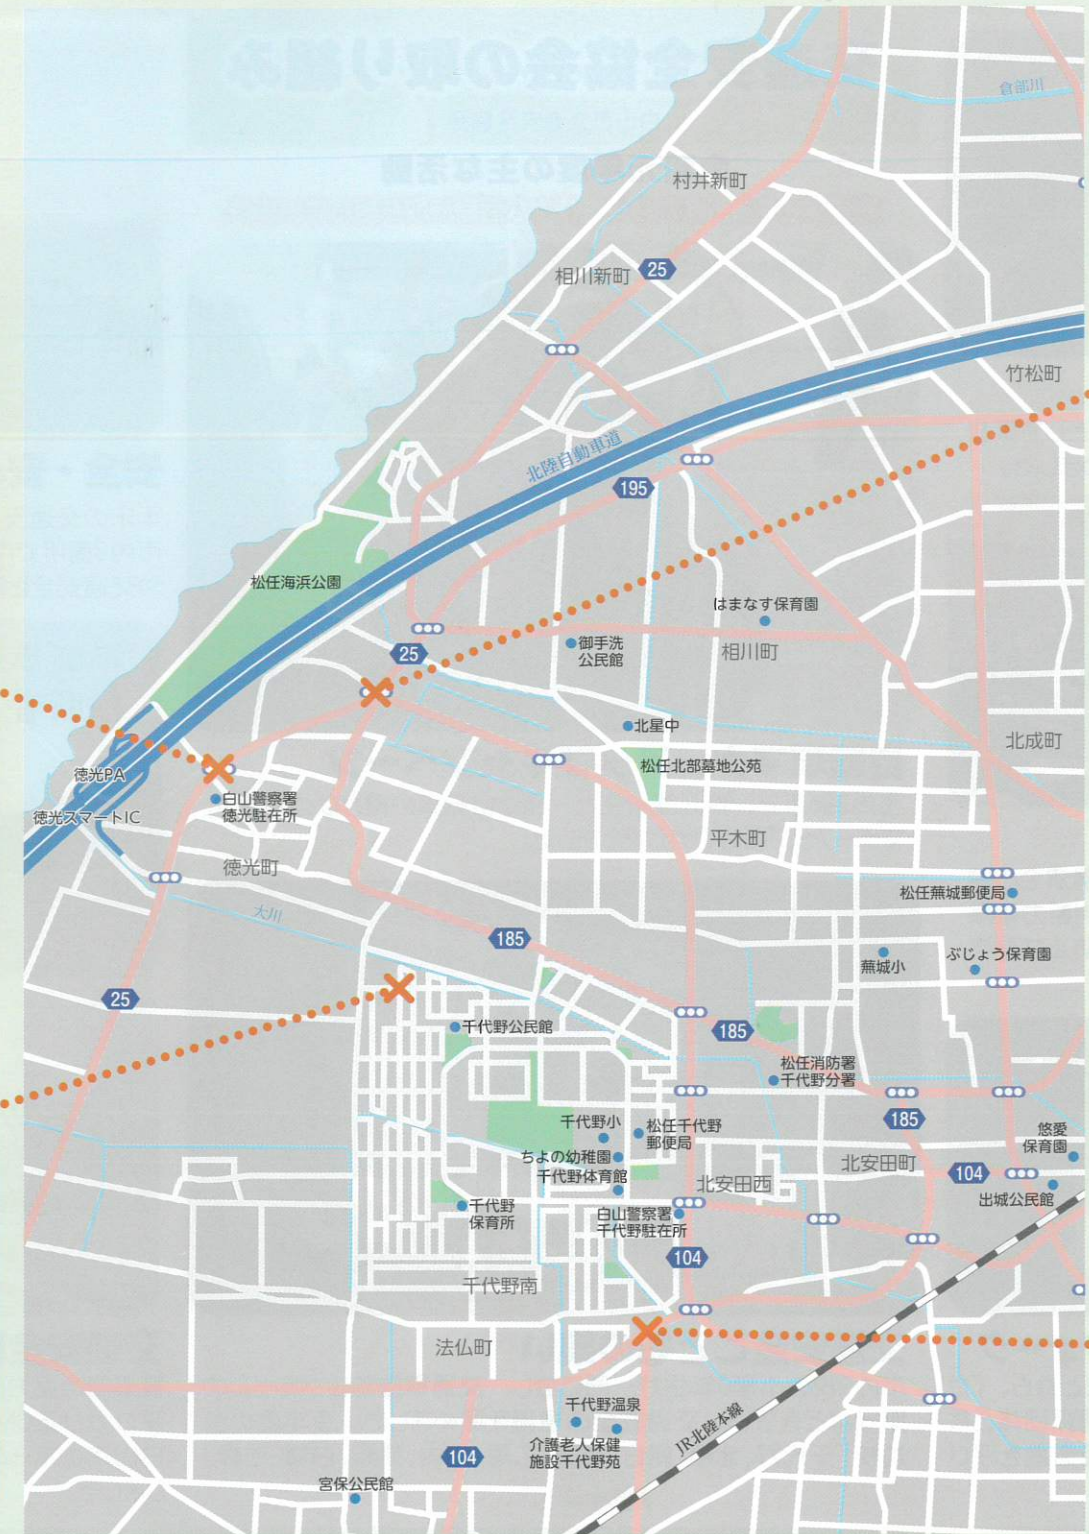 倉部川
村井新町
相川新町
25
竹松町
北陸自動車道
195
松任海浜公園
はまなす保育園
御手洗
公民館
相川町
25
北星中
北成町
松任北部墓地公苑
徳光PA
白山警察署
徳光駐在所
徳光スマートIC
平木町
徳光町
松任蕪城郵便局
大川
185
蕪城小
ぶじょう保育園
25
千代野公民館
185
松任消防署
千代野分署
千代野小
松任千代野
郵便局
185
悠愛
保育園
ちよの幼稚園
千代野体育館
北安田町
104
北安田西
出城公民館
千代野
保育所
白山警察署
千代野駐在所
104
千代野南
法仏町
千代野温泉
JR北陸本線
介護老人保健
施設千代野苑
104
宮保公民館